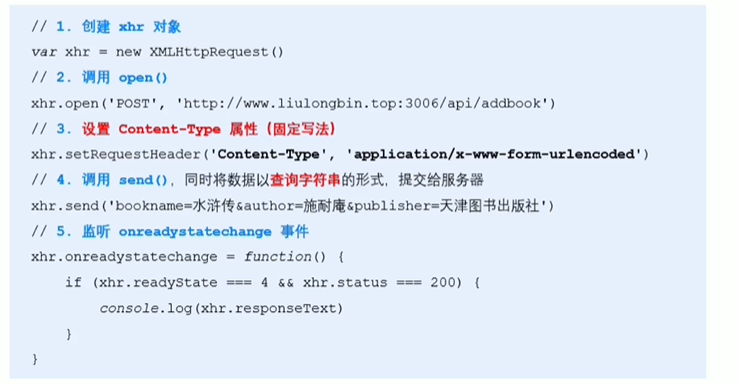 // 1. 创建 xhr 对象
var xhr = new XMLHttpRequest()
// 2. 调用 open()
xhr.open('POST', 'http://www.liulongbin.top:3006/api/addbook')
// 3. 设置 Content-Type 属性（固定写法）
xhr.setRequestHeader('Content-Type', 'application/x-www-form-urlencoded')
// 4. 调用 send()，同时将数据以查询字符串的形式，提交给服务器
xhr.send('bookname=水浒传&author=施耐庵&publisher=天津图书出版社')
// 5. 监听 onreadystatechange 事件
xhr.onreadystatechange = function() {
    if (xhr.readyState === 4 && xhr.status === 200) {
        console.log(xhr.responseText)
    }
}